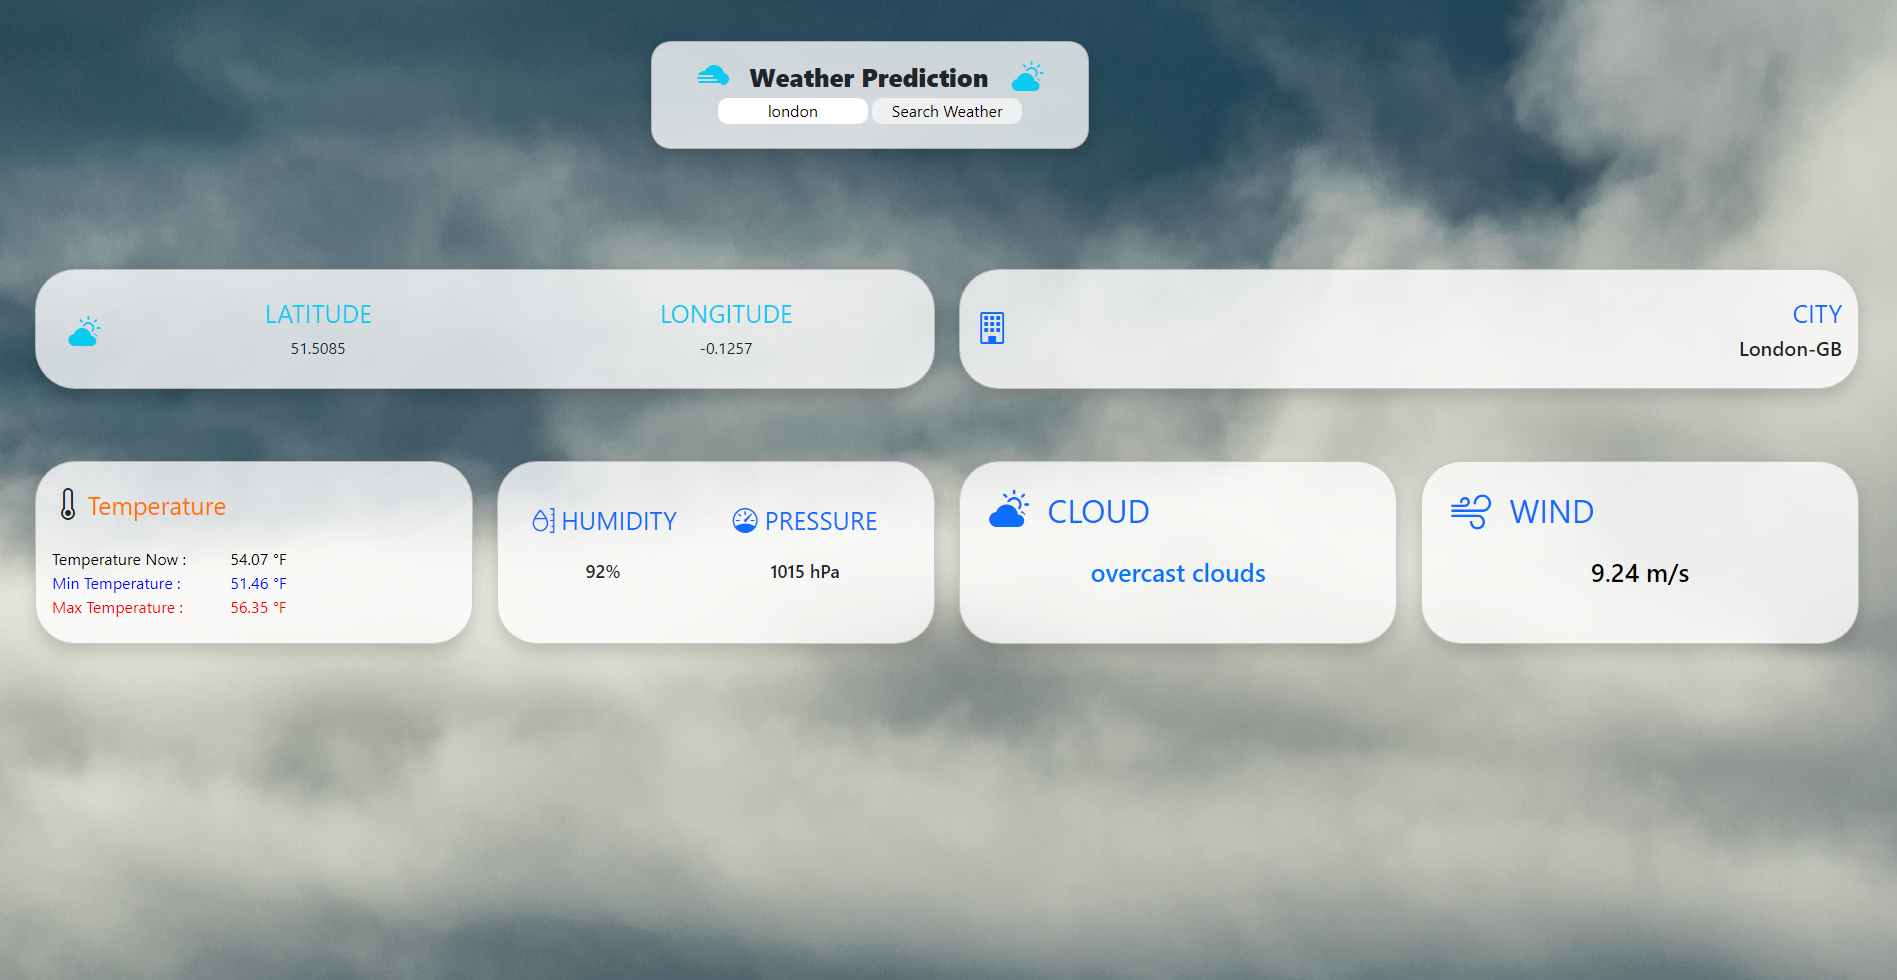 Weather Prediction
london
Search Weather
LATITUDE
51.5085
LONGITUDE
-0.1257
CITY
London-GB
Temperature
Temperature Now : 54.07 °F
Min Temperature : 51.46 °F
Max Temperature : 56.35 °F
HUMIDITY
92%
PRESSURE
1015 hPa
CLOUD
overcast clouds
WIND
9.24 m/s